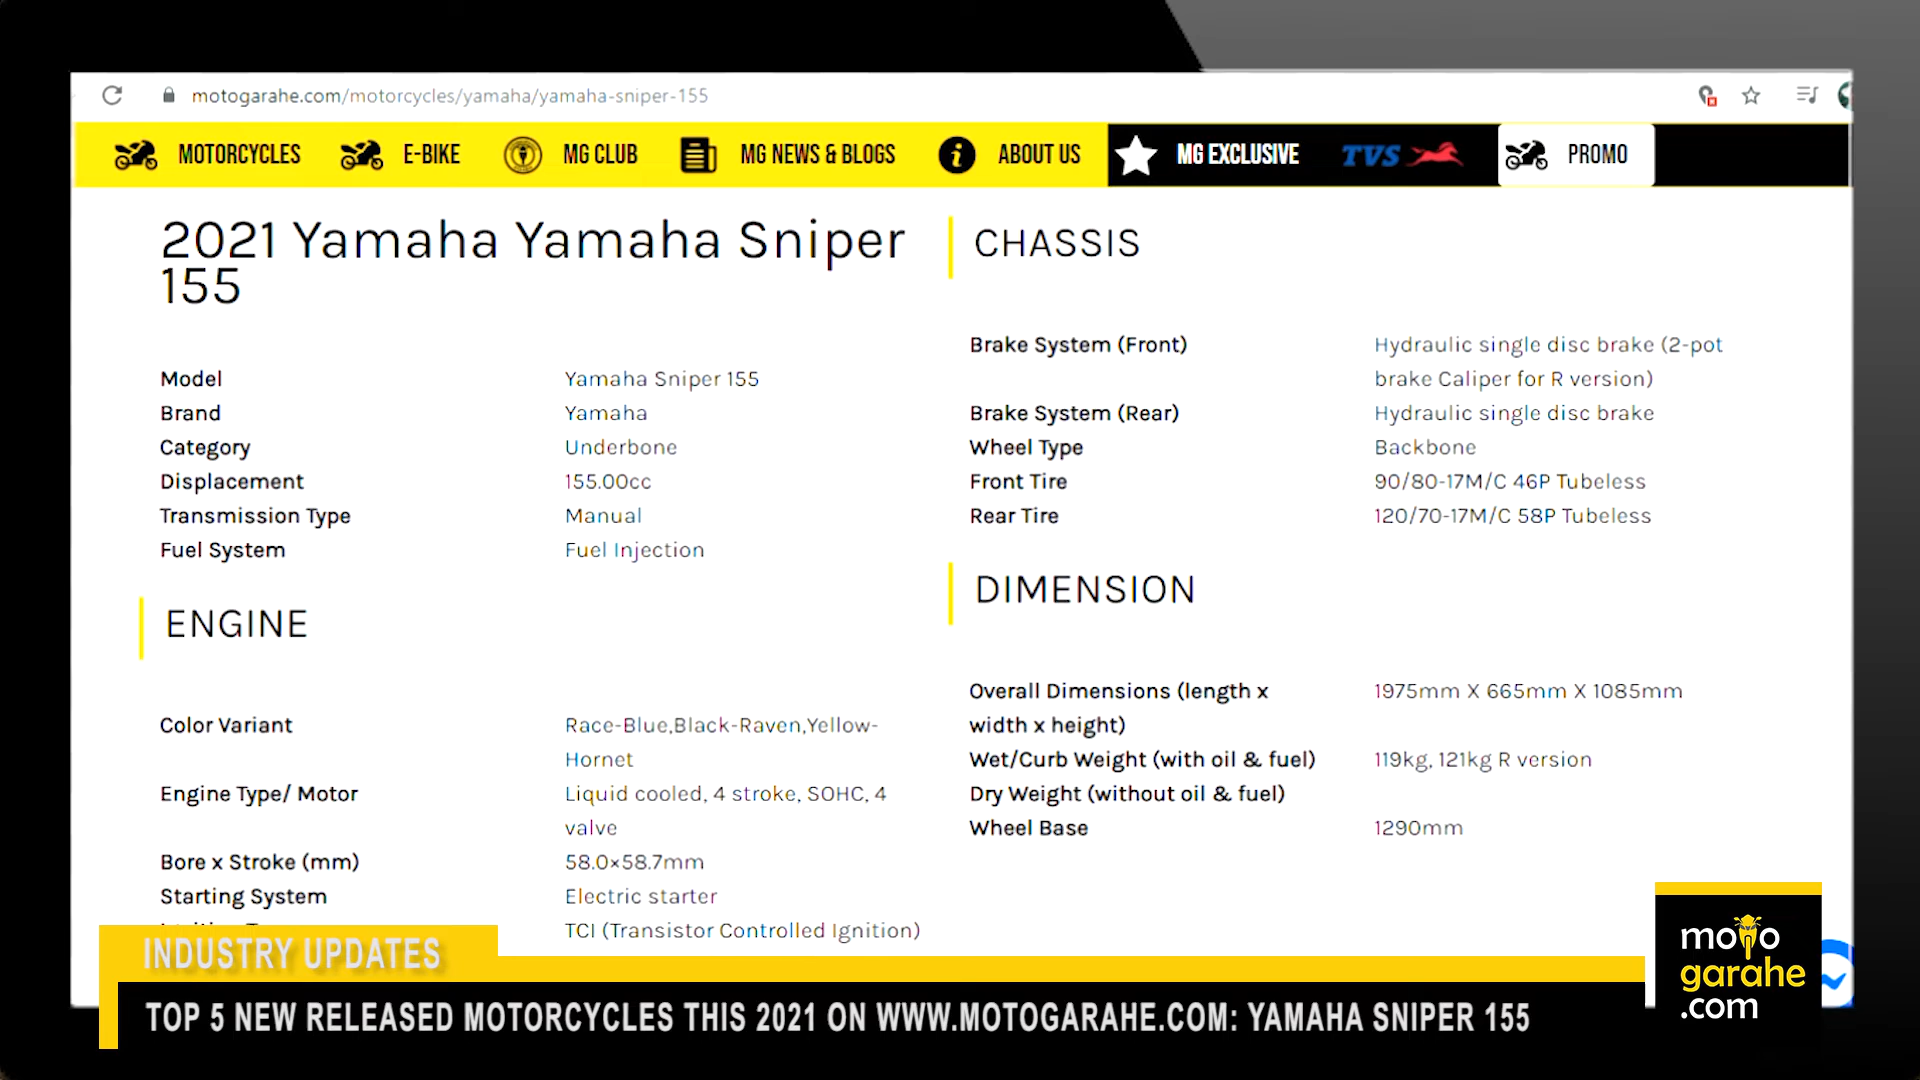 motogarahe.com/motorcycles/yamaha/yamaha-sniper-155
MOTORCYCLES E-BIKE MG CLUB MG NEWS & BLOGS ABOUT US MG EXCLUSIVE TVS PROMO
2021 Yamaha Yamaha Sniper
155
Model Yamaha Sniper 155
Brand Yamaha
Category Underbone
Displacement 155.00cc
Transmission Type Manual
Fuel System Fuel Injection
ENGINE
Color Variant Race-Blue,Black-Raven,Yellow-
Hornet
Engine Type/ Motor Liquid cooled, 4 stroke, SOHC, 4
valve
Bore x Stroke (mm) 58.0×58.7mm
Starting System Electric starter
TCI (Transistor Controlled Ignition)
CHASSIS
Brake System (Front) Hydraulic single disc brake (2-pot
brake Caliper for R version)
Brake System (Rear) Hydraulic single disc brake
Wheel Type Backbone
Front Tire 90/80-17M/C 46P Tubeless
Rear Tire 120/70-17M/C 58P Tubeless
DIMENSION
Overall Dimensions (length x 1975mm X 665mm X 1085mm
width x height)
Wet/Curb Weight (with oil & fuel) 119kg, 121kg R version
Dry Weight (without oil & fuel)
Wheel Base 1290mm
INDUSTRY UPDATES
TOP 5 NEW RELEASED MOTORCYCLES THIS 2021 ON WWW.MOTOGARAHE.COM: YAMAHA SNIPER 155
moto
garahe
.com